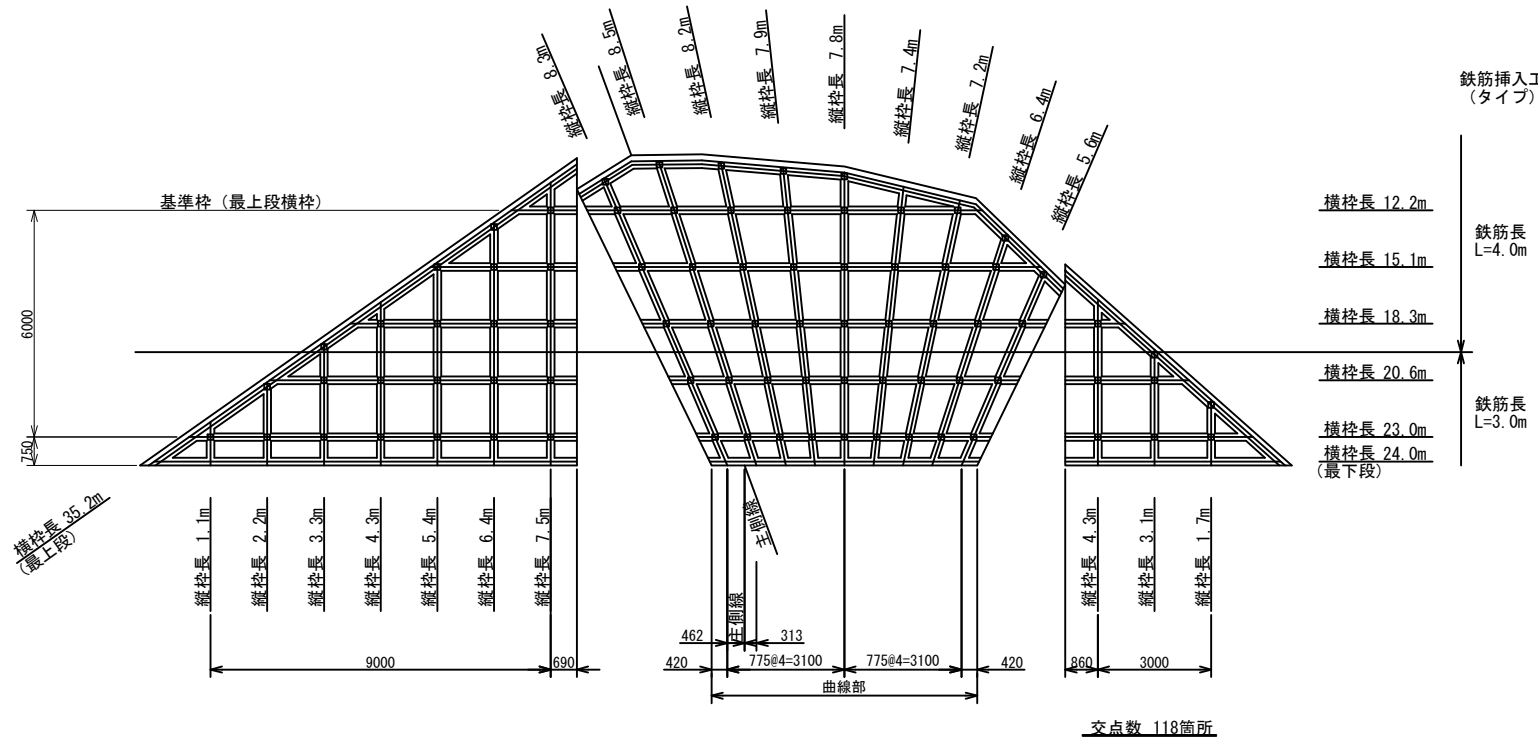 縦枠長 8.3m
縦枠長 8.5m
縦枠長 8.2m
縦枠長 7.9m
縦枠長 7.8m
縦枠長 7.4m
縦枠長 7.2m
縦枠長 6.4m
縦枠長 5.6m
鉄筋挿入工
(タイプ)
基準枠 (最上段横枠)
横枠長 12.2m
横枠長 15.1m
横枠長 18.3m
横枠長 20.6m
横枠長 23.0m
横枠長 24.0m
(最下段)
鉄筋長
L=4.0m
鉄筋長
L=3.0m
6000
750
横枠長 35.2m
(最上段)
縦枠長 1.1m
縦枠長 2.2m
縦枠長 3.3m
縦枠長 4.3m
縦枠長 5.4m
縦枠長 6.4m
縦枠長 7.5m
主側線
主側線
縦枠長 4.3m
縦枠長 3.1m
縦枠長 1.7m
462
313
9000
690
420
775@4=3100
775@4=3100
420
860
3000
曲線部
交点数 118箇所